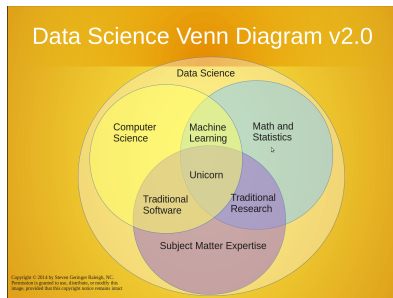 Data Science Venn Diagram v2.0
Data Science
Computer
Science
Machine
Learning
Math and
Statistics
Unicorn
Traditional
Software
Traditional
Research
Subject Matter Expertise
Copyright © 2014 by Steven Geringer Raleigh, NC.
Permission is granted to use, distribute, or modify this
image, provided that this copyright notice remains intact